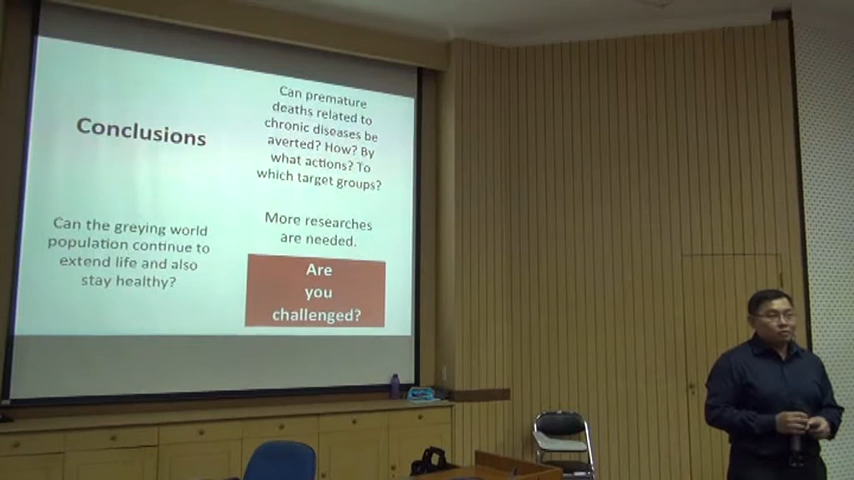 Conclusions
Can premature
deaths related to
chronic diseases be
averted? How? By
what actions? To
which target groups?
Can the greying world
population continue to
extend life and also
stay healthy?
More researches
are needed.
Are
you
challenged?